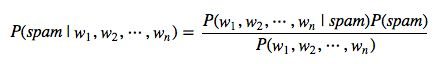 P(spam | w₁, w₂, ⋯, wₙ) = P(w₁, w₂, ⋯, wₙ | spam)P(spam) / P(w₁, w₂, ⋯, wₙ)